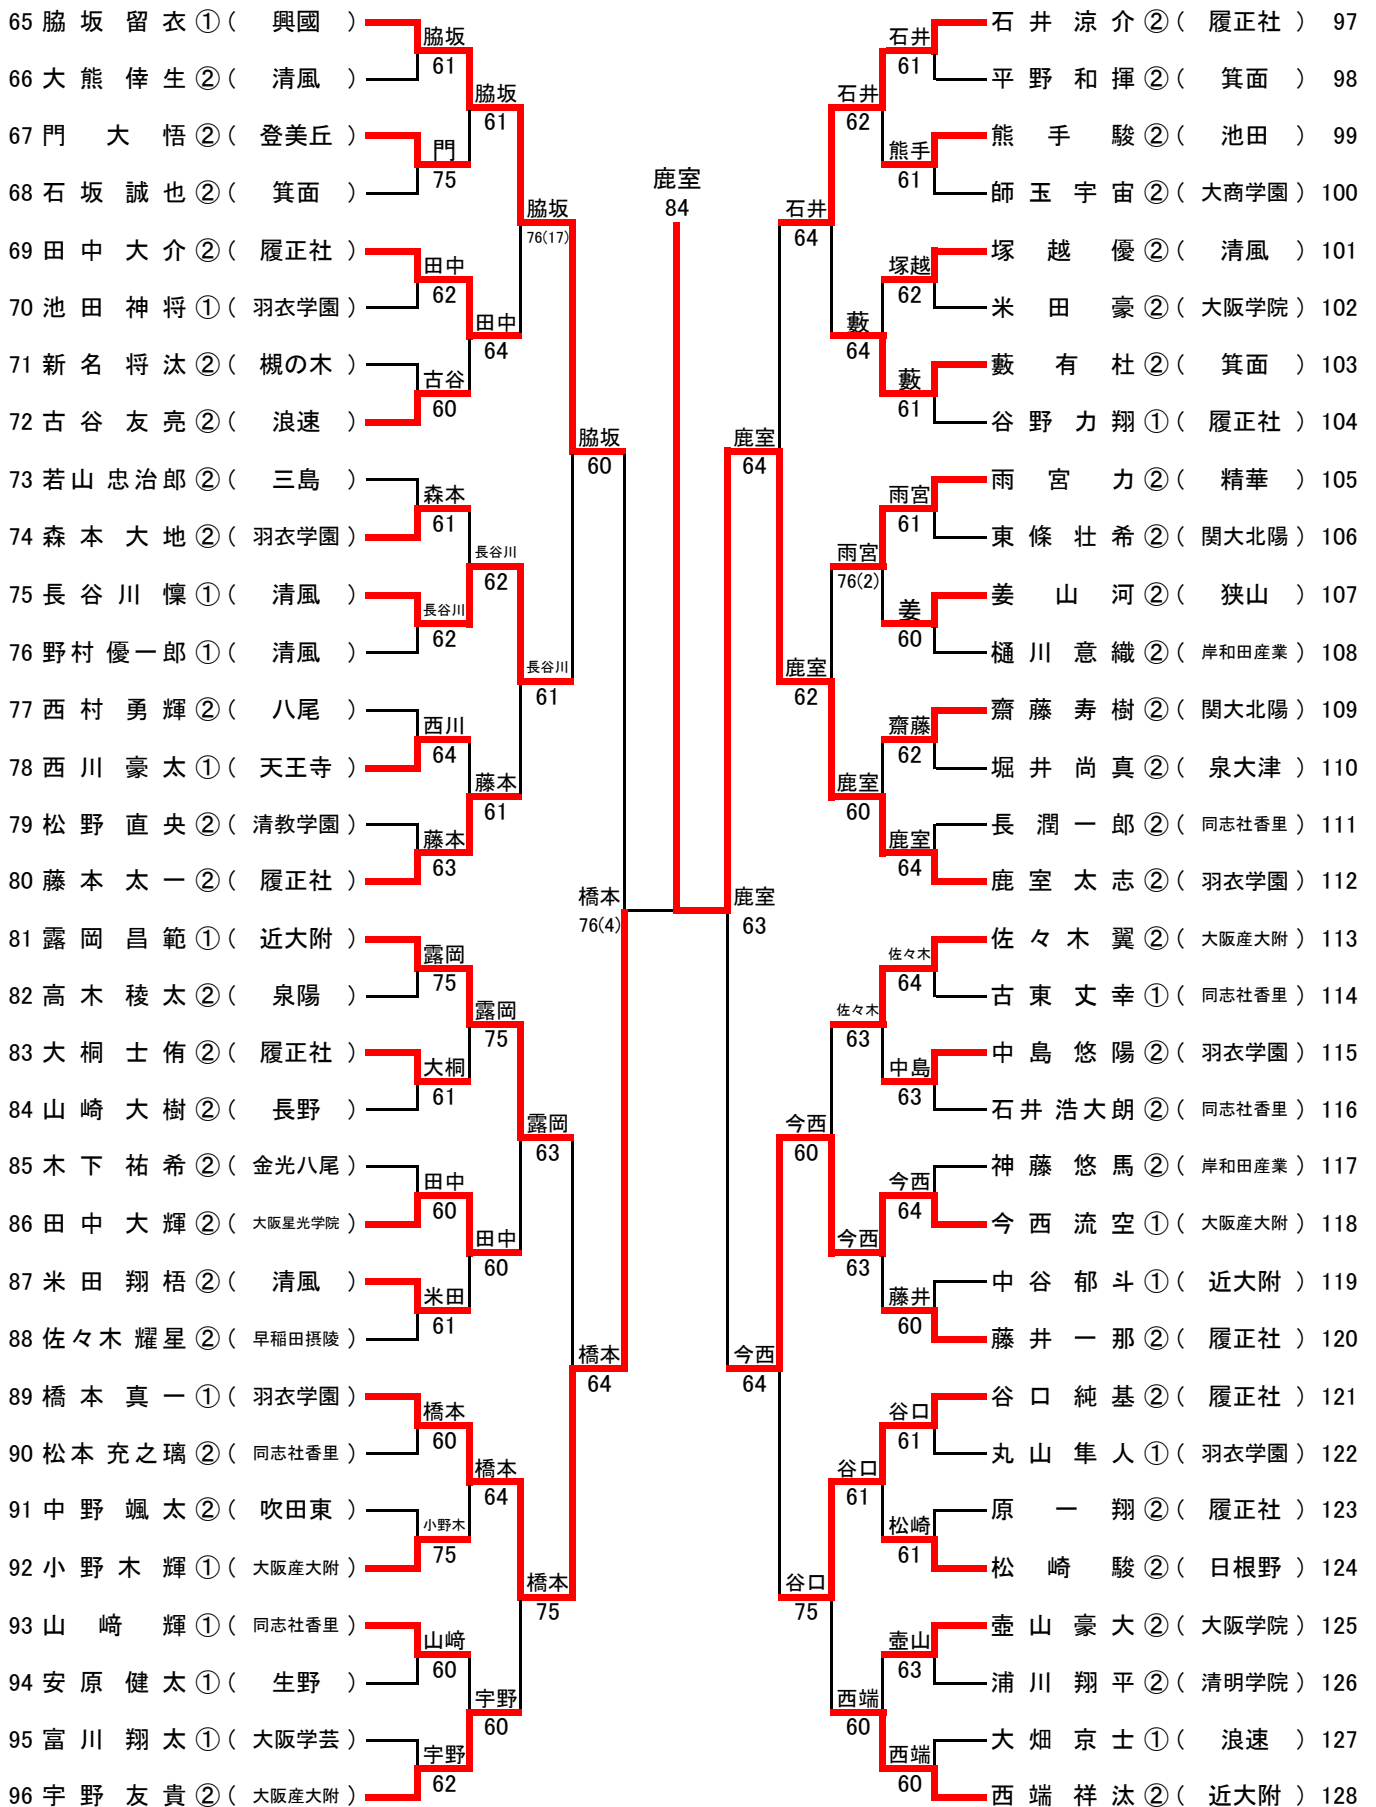 65 脇坂 留衣 ① ( 興國 )
66 大熊 倖生 ② ( 清風 )
67 門 大悟 ② ( 登美丘 )
68 石坂 誠也 ② ( 箕面 )
69 田中 大介 ② ( 履正社 )
70 池田 神将 ① ( 羽衣学園 )
71 新名 将汰 ② ( 槻の木 )
72 古谷 友亮 ② ( 浪速 )
73 若山 忠治郎 ② ( 三島 )
74 森本 大地 ② ( 羽衣学園 )
75 長谷川 懍 ① ( 清風 )
76 野村 優一郎 ① ( 清風 )
77 西村 勇輝 ② ( 八尾 )
78 西川 豪太 ① ( 天王寺 )
79 松野 直央 ② ( 清教学園 )
80 藤本 太一 ② ( 履正社 )
81 露岡 昌範 ① ( 近大附 )
82 高木 稜太 ② ( 泉陽 )
83 大桐 士侑 ② ( 履正社 )
84 山崎 大樹 ② ( 長野 )
85 木下 祐希 ② ( 金光八尾 )
86 田中 大輝 ② ( 大阪星光学院 )
87 米田 翔梧 ② ( 清風 )
88 佐々木 耀星 ② ( 早稲田摂陵 )
89 橋本 真一 ① ( 羽衣学園 )
90 松本 充之璃 ② ( 同志社香里 )
91 中野 颯太 ② ( 吹田東 )
92 小野木 輝 ① ( 大阪産大附 )
93 山﨑 輝 ① ( 同志社香里 )
94 安原 健太 ① ( 生野 )
95 富川 翔太 ① ( 大阪学芸 )
96 宇野 友貴 ② ( 大阪産大附 )
脇坂
61
門
75
田中
62
古谷
60
森本
61
長谷川
62
西川
64
藤本
63
露岡
75
大桐
61
田中
60
米田
61
橋本
60
小野木
75
山﨑
60
宇野
62
脇坂
61
田中
64
長谷川
62
藤本
61
露岡
75
田中
60
橋本
64
宇野
60
脇坂
76(17)
長谷川
61
露岡
63
橋本
75
脇坂
60
橋本
64
橋本
76(4)
鹿室
84
鹿室
63
鹿室
64
今西
64
石井
64
鹿室
62
今西
60
谷口
75
石井
62
藪
64
雨宮
76(2)
鹿室
60
佐々木
63
今西
63
谷口
61
西端
60
石井
61
熊手
61
塚越
62
藪
61
雨宮
61
姜
60
齋藤
62
鹿室
64
佐々木
64
中島
63
今西
64
藤井
60
谷口
61
松崎
61
壺山
63
西端
60
石井 涼介 ② ( 履正社 ) 97
平野 和揮 ② ( 箕面 ) 98
熊手 駿 ② ( 池田 ) 99
師玉 宇宙 ② ( 大商学園 ) 100
塚越 優 ② ( 清風 ) 101
米田 豪 ② ( 大阪学院 ) 102
藪 有杜 ② ( 箕面 ) 103
谷野 力翔 ① ( 履正社 ) 104
雨宮 力 ② ( 精華 ) 105
東條 壮希 ② ( 関大北陽 ) 106
姜 山河 ② ( 狭山 ) 107
樋川 意織 ② ( 岸和田産業 ) 108
齋藤 寿樹 ② ( 関大北陽 ) 109
堀井 尚真 ② ( 泉大津 ) 110
長 潤一郎 ② ( 同志社香里 ) 111
鹿室 太志 ② ( 羽衣学園 ) 112
佐々木 翼 ② ( 大阪産大附 ) 113
古東 丈幸 ① ( 同志社香里 ) 114
中島 悠陽 ② ( 羽衣学園 ) 115
石井 浩大朗 ② ( 同志社香里 ) 116
神藤 悠馬 ② ( 岸和田産業 ) 117
今西 流空 ① ( 大阪産大附 ) 118
中谷 郁斗 ① ( 近大附 ) 119
藤井 一那 ② ( 履正社 ) 120
谷口 純基 ② ( 履正社 ) 121
丸山 隼人 ① ( 羽衣学園 ) 122
原 一翔 ② ( 履正社 ) 123
松崎 駿 ② ( 日根野 ) 124
壺山 豪大 ② ( 大阪学院 ) 125
浦川 翔平 ② ( 清明学院 ) 126
大畑 京士 ① ( 浪速 ) 127
西端 祥汰 ② ( 近大附 ) 128